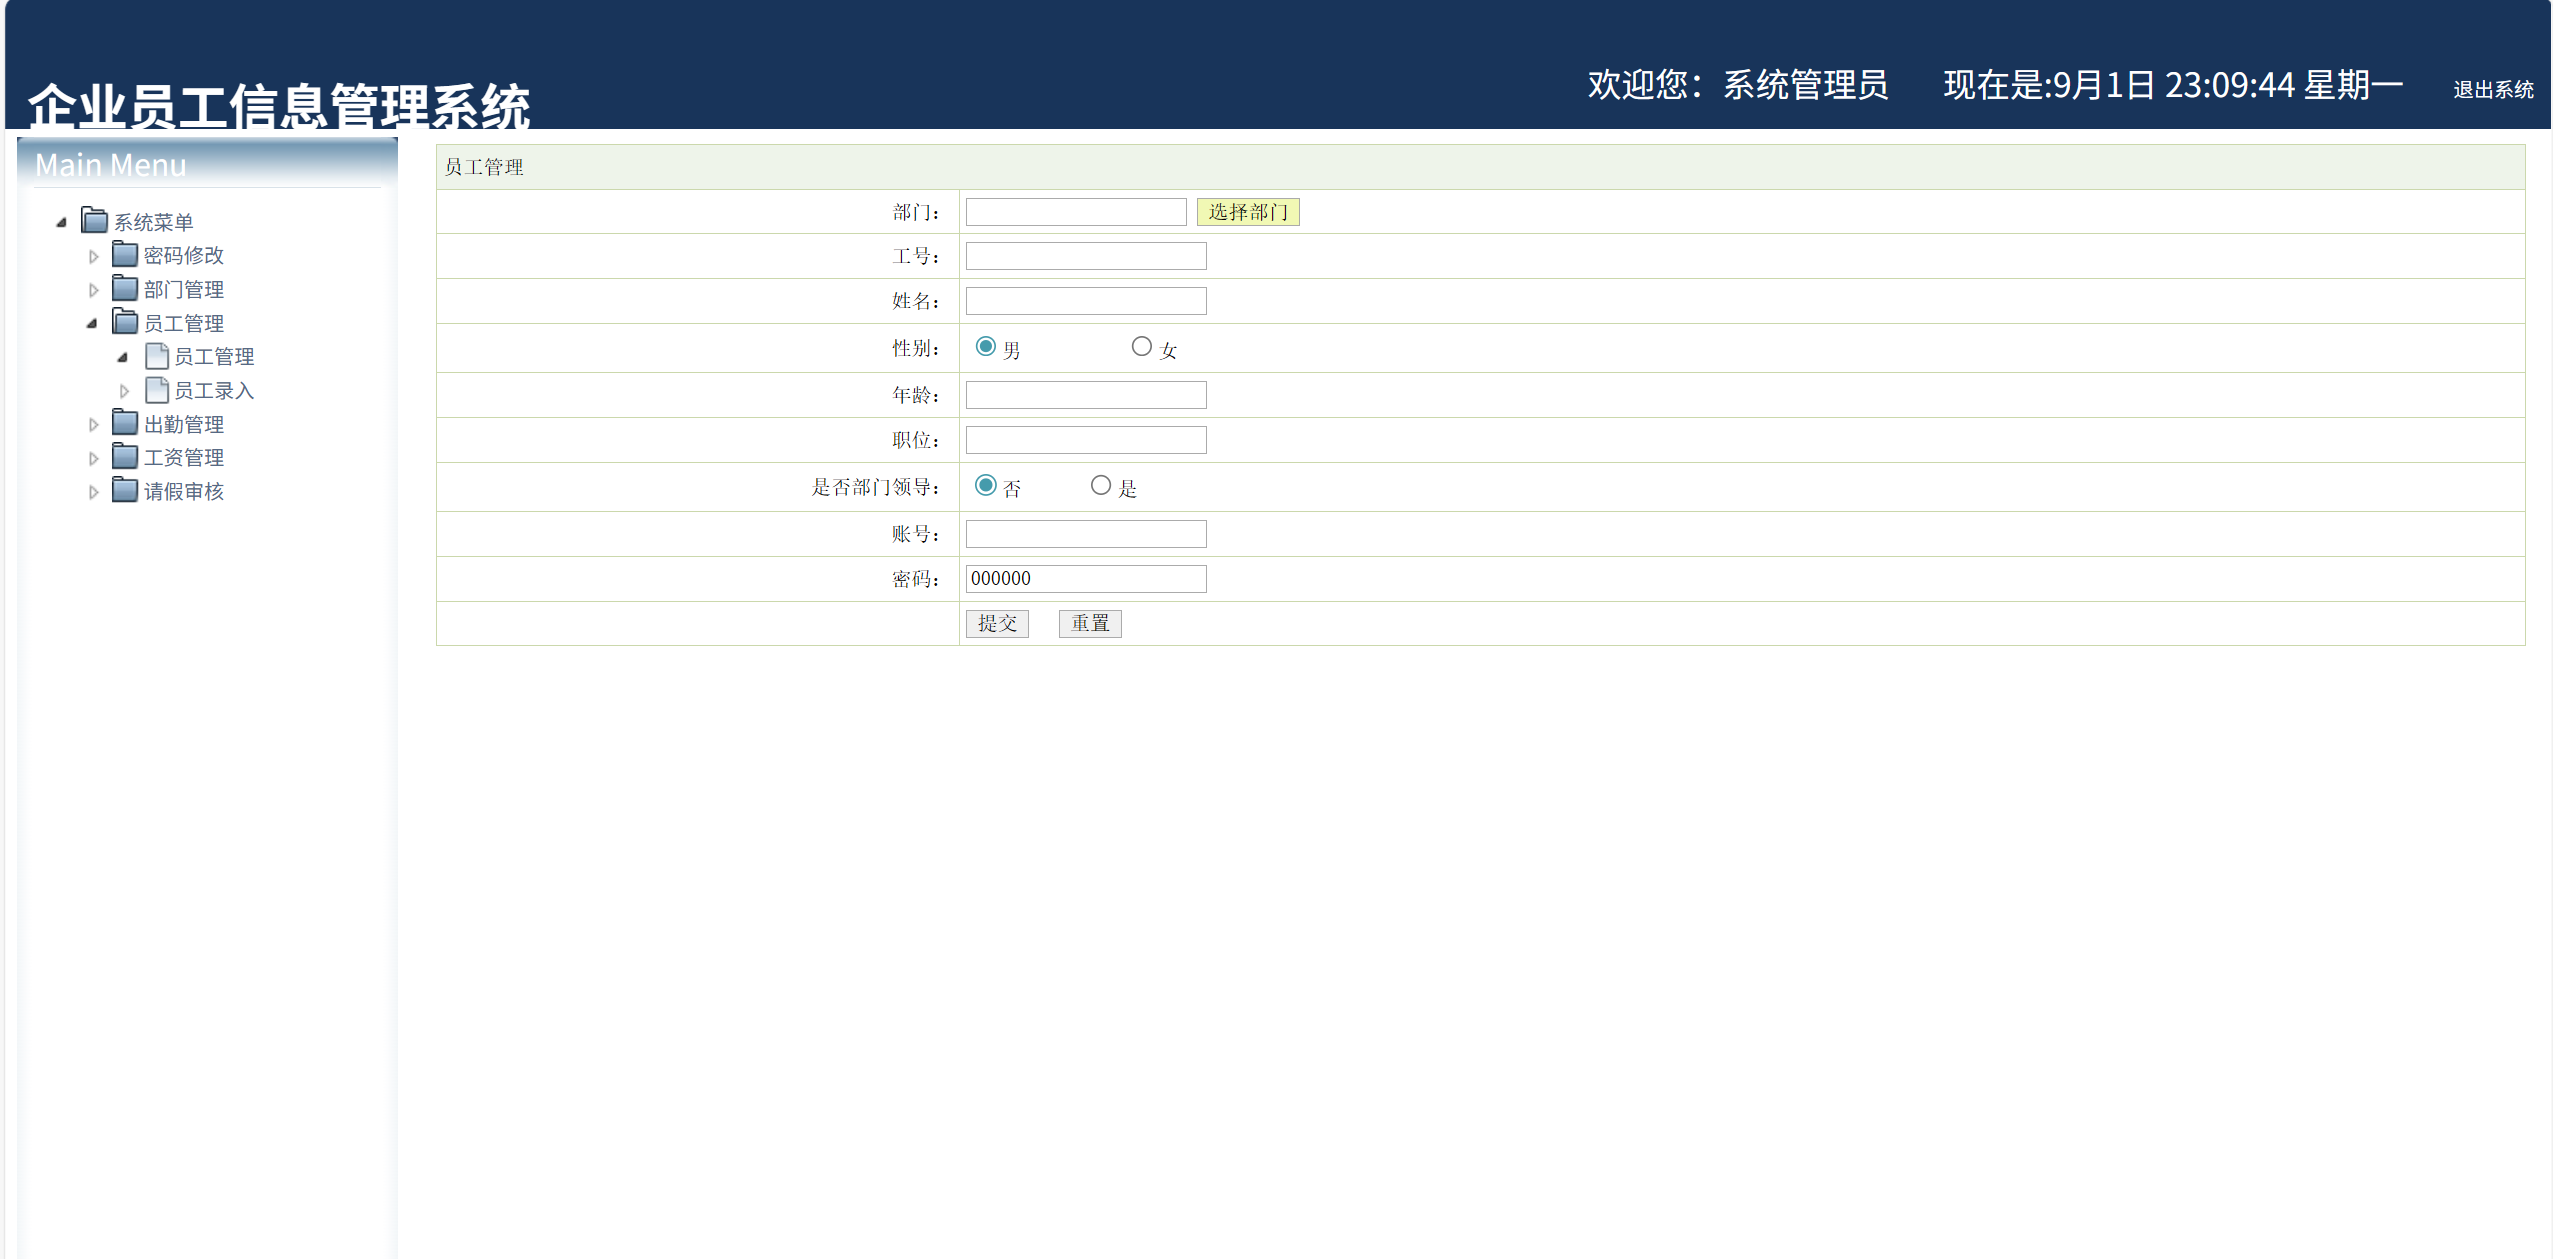 企业员工信息管理系统
欢迎您：系统管理员 现在是:9月1日 23:09:44 星期一 退出系统
Main Menu
系统菜单
密码修改
部门管理
员工管理
员工管理
员工录入
出勤管理
工资管理
请假审核
员工管理
部门： 选择部门
工号：
姓名：
性别： 男 女
年龄：
职位：
是否部门领导： 否 是
账号：
密码： 000000
提交 重置